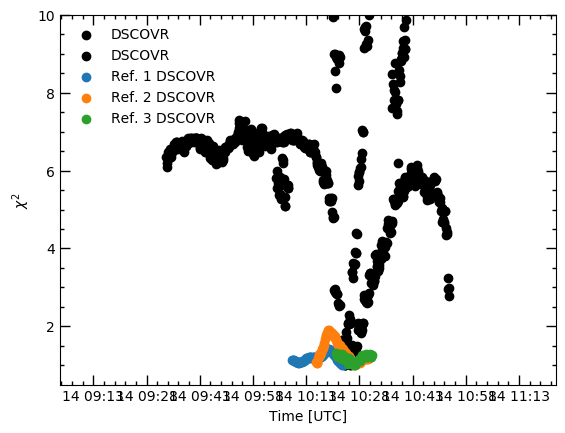 10
DSCOVR
DSCOVR
Ref. 1 DSCOVR
Ref. 2 DSCOVR
Ref. 3 DSCOVR
8
6
χ²
4
2
14 09:13 14 09:28 14 09:43 14 09:58 14 10:13 14 10:28 14 10:43 14 10:58 14 11:13
Time [UTC]